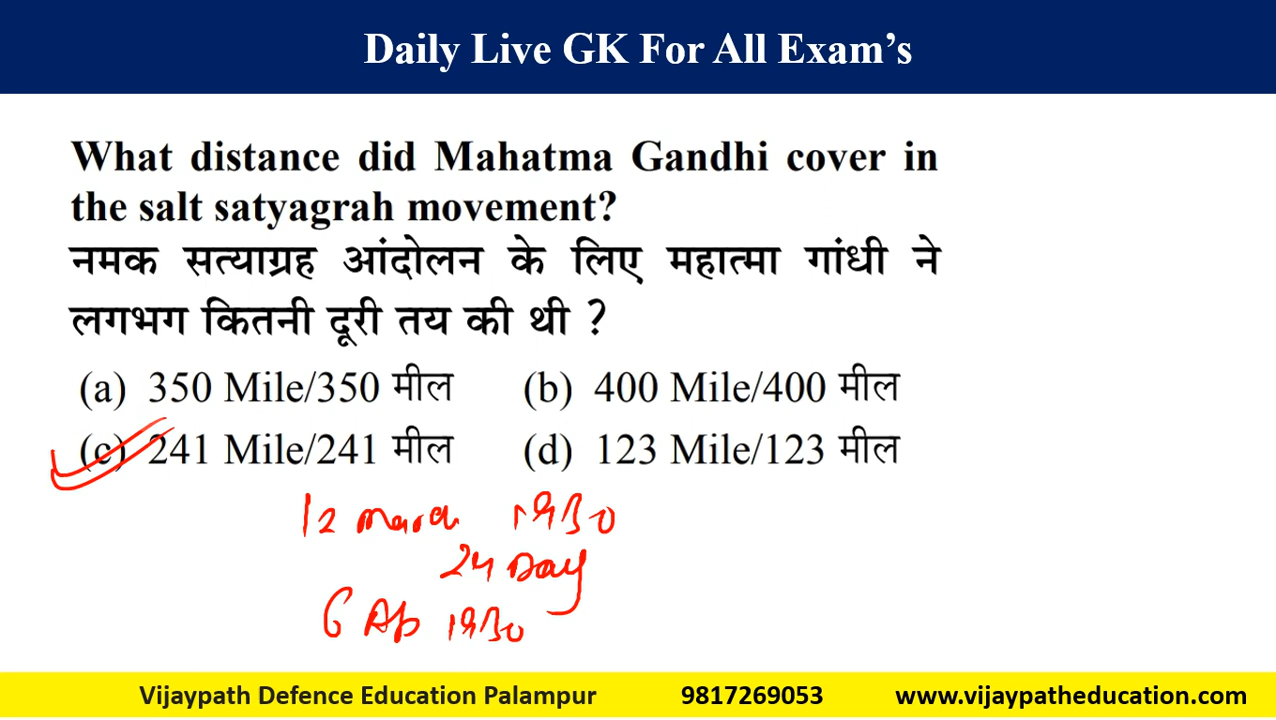 Daily Live GK For All Exam's
What distance did Mahatma Gandhi cover in
the salt satyagrah movement?
नमक सत्याग्रह आंदोलन के लिए महात्मा गांधी ने
लगभग कितनी दूरी तय की थी ?
(a) 350 Mile/350 मील (b) 400 Mile/400 मील
(c) 241 Mile/241 मील (d) 123 Mile/123 मील
12 March 1930
24 Day
6 Ap 1930
Vijaypath Defence Education Palampur 9817269053 www.vijaypatheducation.com